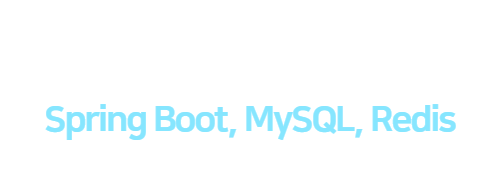 Spring Boot, MySQL, Redis